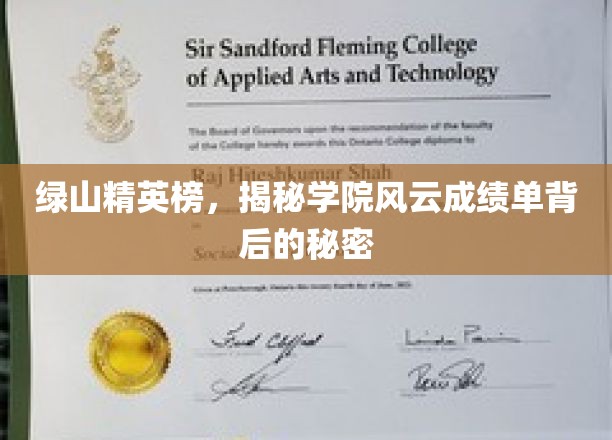 Sir Sandford Fleming College
of Applied Arts and Technology
The Board of Governors upon the recommendation of the faculty
of the College hereby awards this Ontario College diploma to
Raj Hiteshkumar Shah
绿山精英榜，揭秘学院风云成绩单背
后的秘密
Social